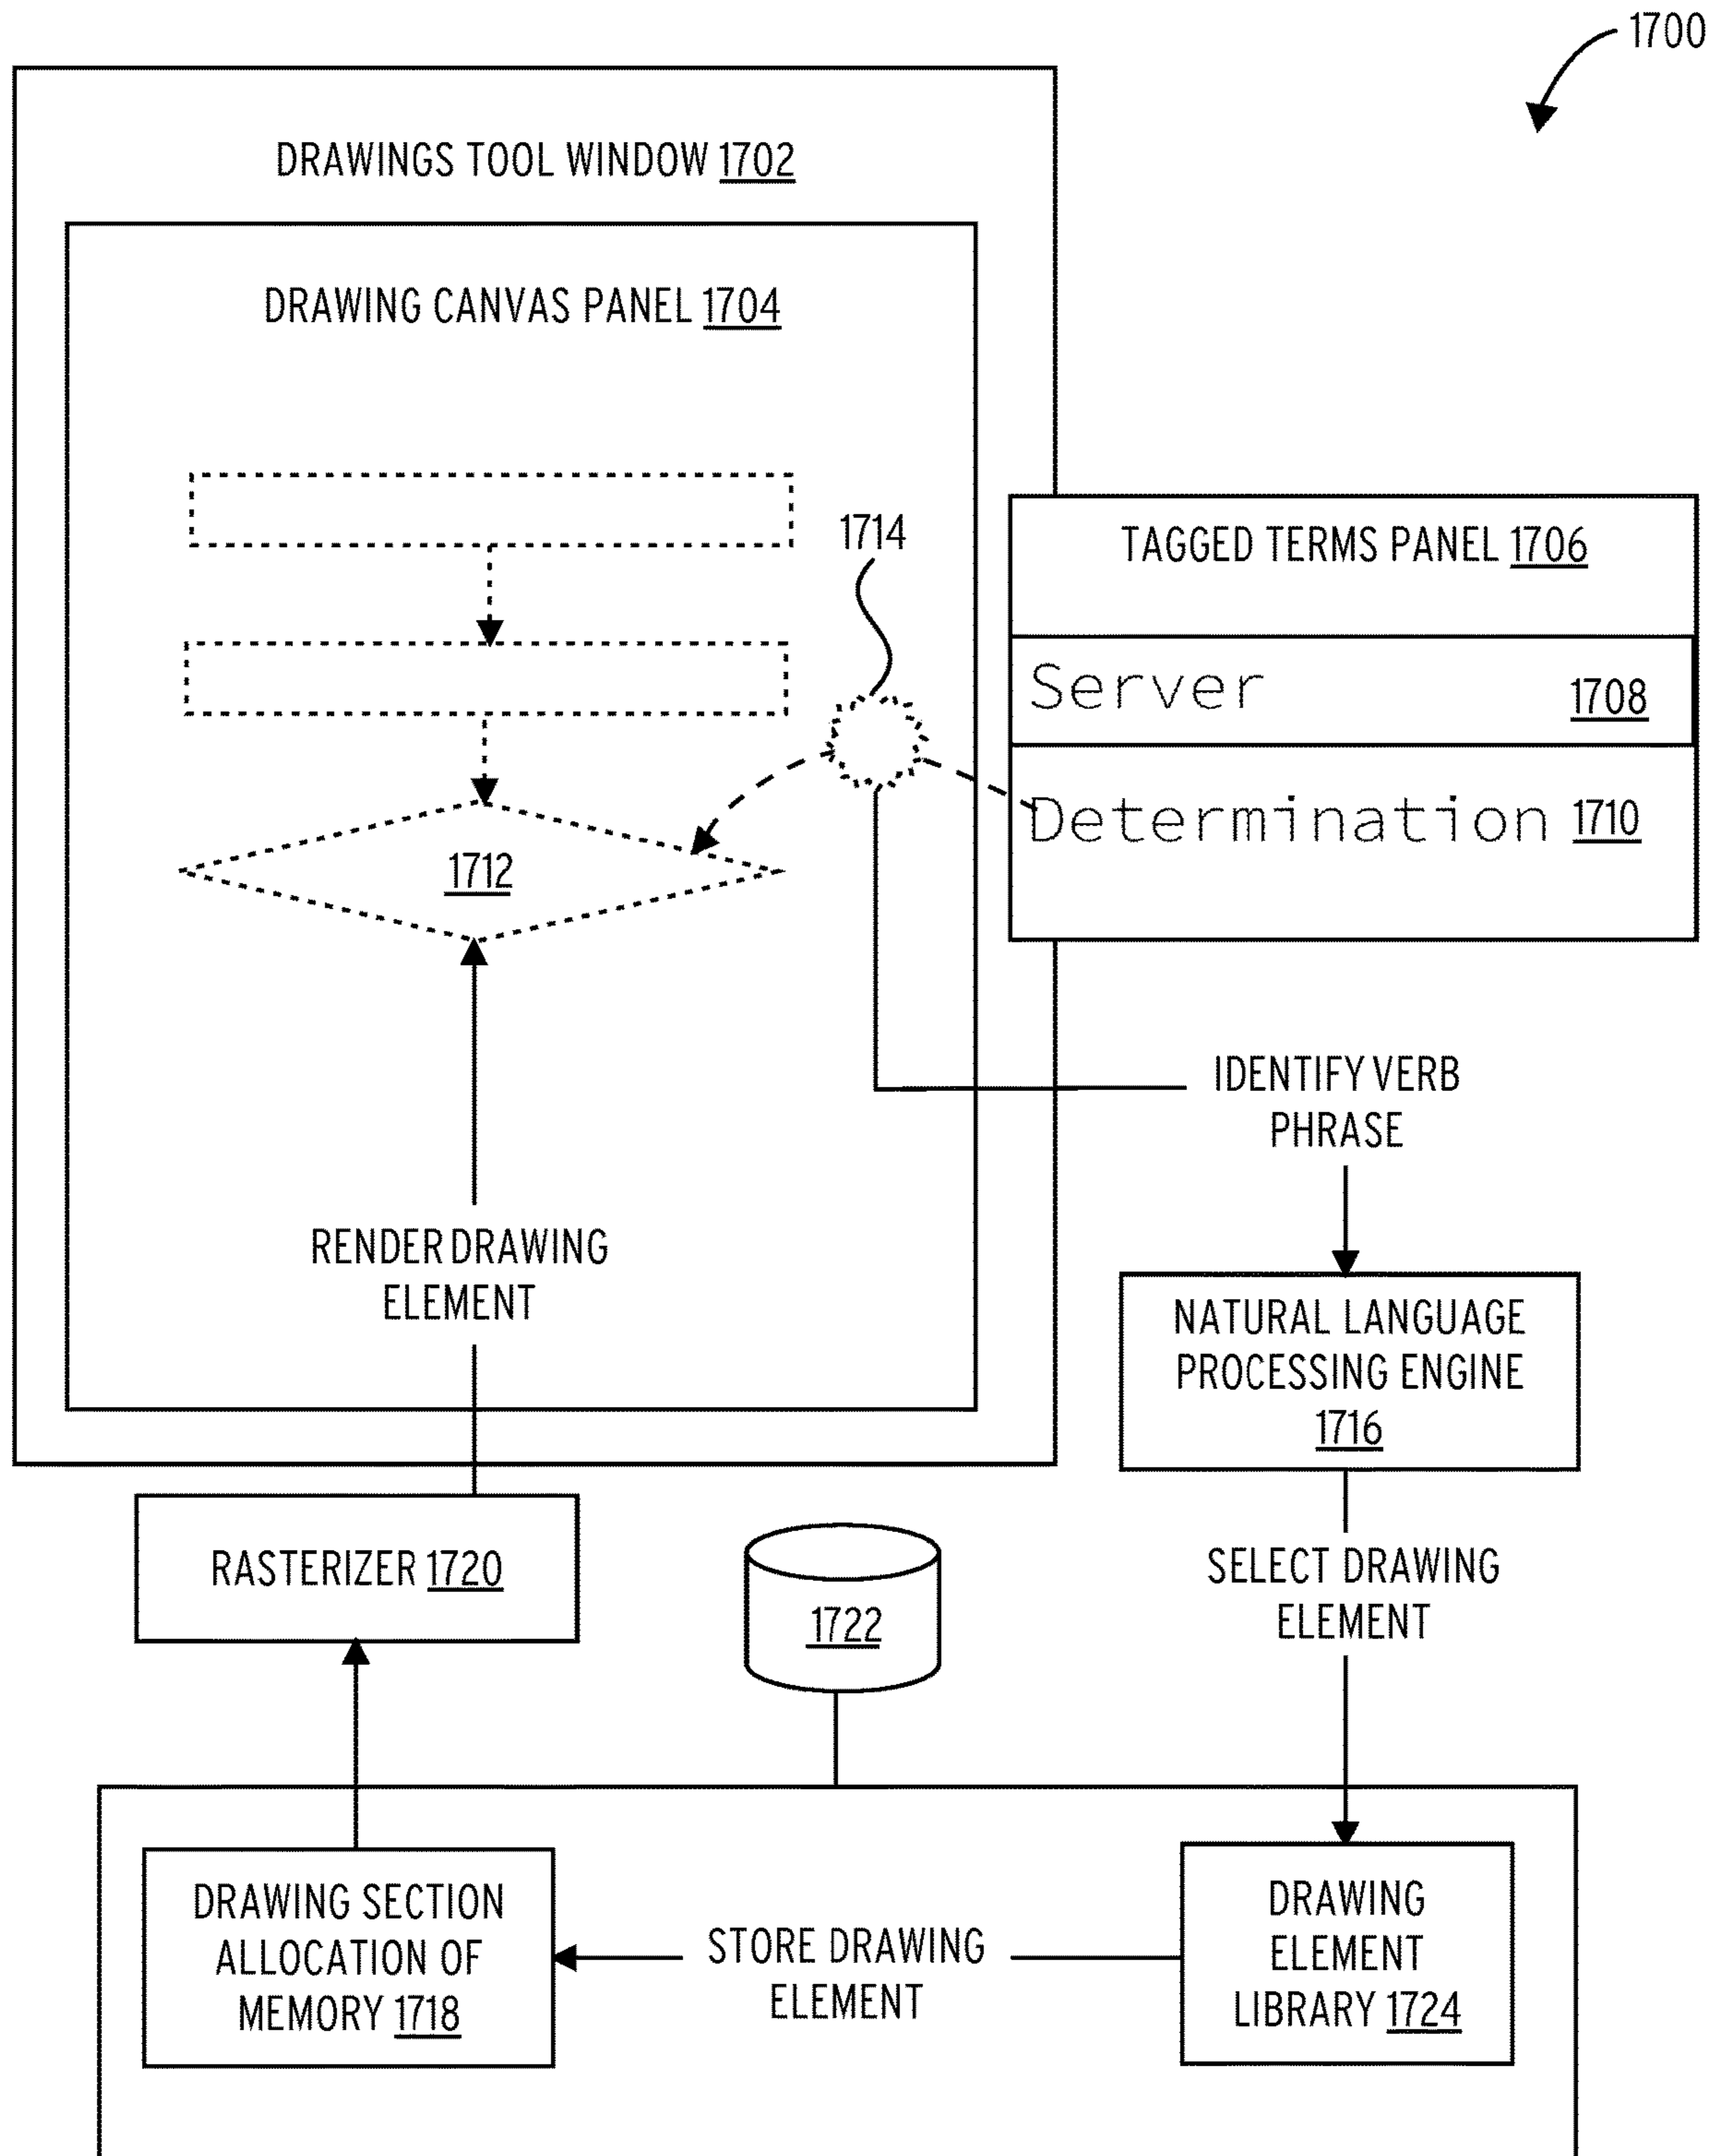 1700
DRAWINGS TOOL WINDOW 1702
DRAWING CANVAS PANEL 1704
1714
TAGGED TERMS PANEL 1706
Server 1708
Determination 1710
1712
IDENTIFY VERB
PHRASE
RENDER DRAWING
ELEMENT
NATURAL LANGUAGE
PROCESSING ENGINE
1716
RASTERIZER 1720
1722
SELECT DRAWING
ELEMENT
DRAWING SECTION
ALLOCATION OF
MEMORY 1718
STORE DRAWING
ELEMENT
DRAWING
ELEMENT
LIBRARY 1724